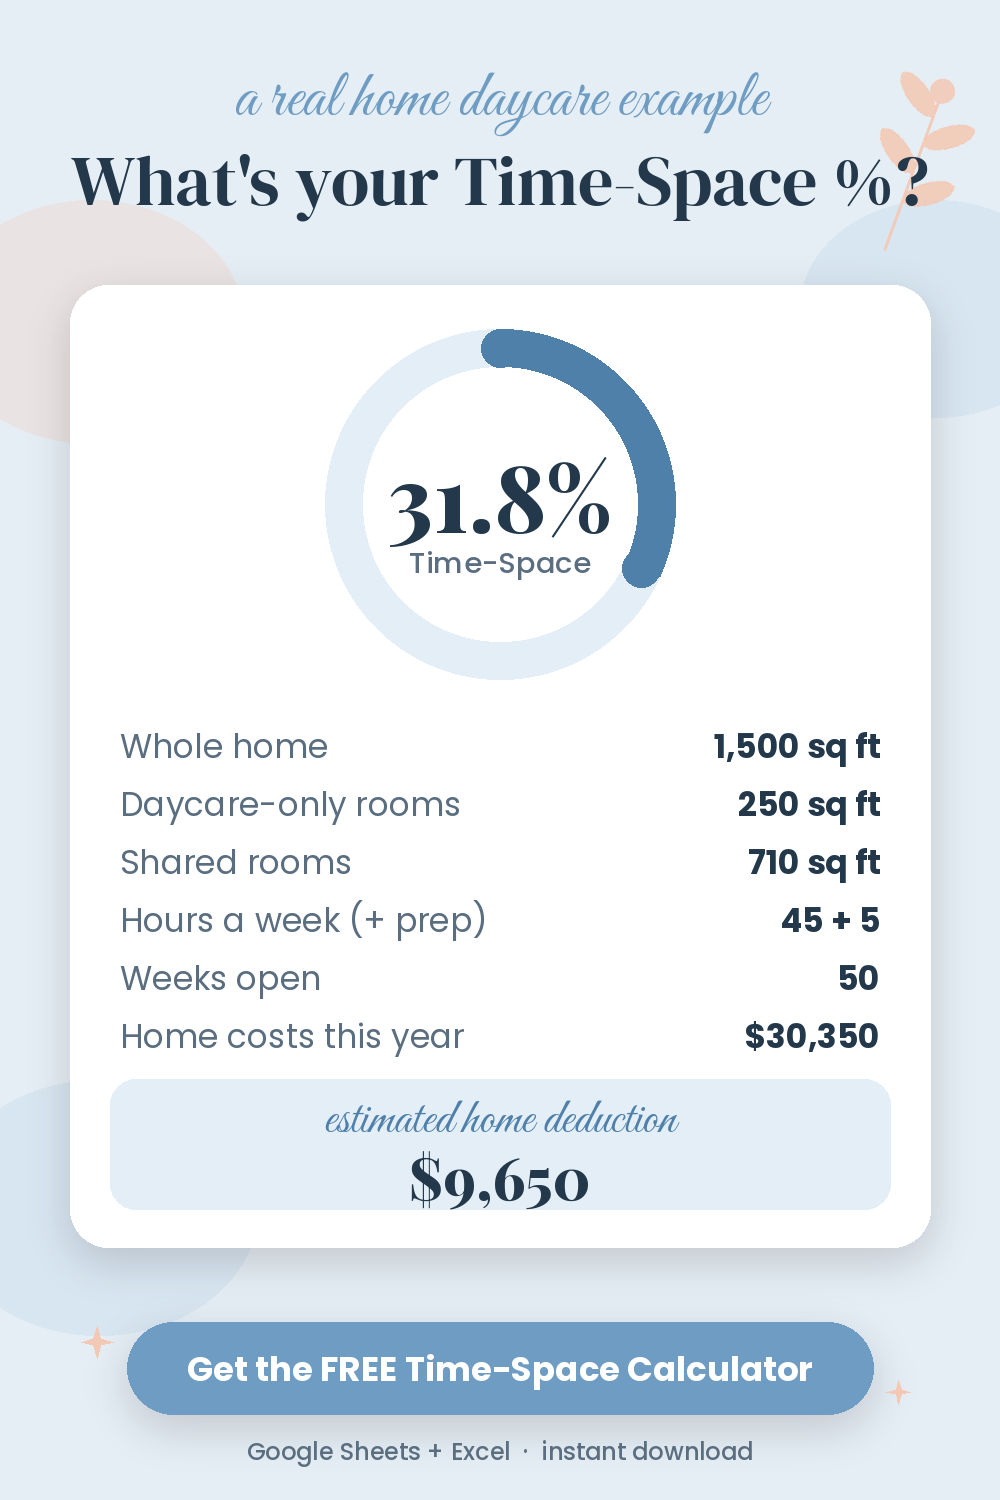 a real home daycare example
What's your Time-Space %?
31.8%
Time-Space
Whole home 1,500 sq ft
Daycare-only rooms 250 sq ft
Shared rooms 710 sq ft
Hours a week (+ prep) 45 + 5
Weeks open 50
Home costs this year $30,350
estimated home deduction
$9,650
Get the FREE Time-Space Calculator
Google Sheets + Excel · instant download